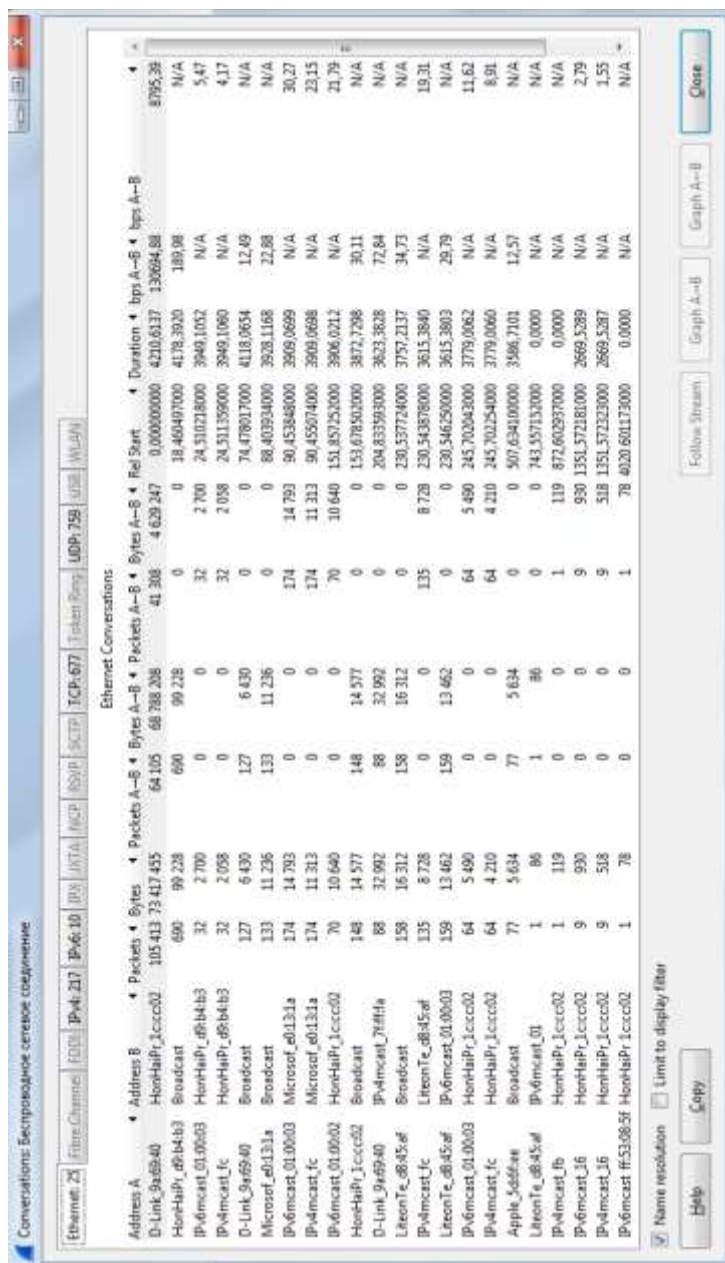 Conversations: Беспроводное сетевое соединение
Ethernet: 25 Fibre Channel FDDI IPv4: 217 IPv6: 10 IPX JXTA NCP RSVP SCTP TCP: 677 Token Ring UDP: 758 USB WLAN
Ethernet Conversations
Address A Address B Packets Bytes Packets A→B Bytes A→B Packets A←B Bytes A←B Rel Start Duration bps A→B bps A←B
D-Link_9a:69:40 HonHaiPr_1c:cc:02 105 413 73 417 455 64 105 68 788 208 41 308 4 629 247 0,000000000 4210,6137 130694,88 8795,39
HonHaiPr_d9:b4:b3 Broadcast 690 99 228 690 99 228 0 0 18,460497000 4178,3920 189,98 N/A
IPv6mcast_01:00:03 HonHaiPr_d9:b4:b3 32 2 700 0 0 32 2 700 24,510218000 3949,1052 N/A 5,47
IPv4mcast_fc HonHaiPr_d9:b4:b3 32 2 058 0 0 32 2 058 24,511359000 3949,1060 N/A 4,17
D-Link_9a:69:40 Broadcast 127 6 430 127 6 430 0 0 74,478017000 4118,0654 12,49 N/A
Microsof_e0:13:1a Broadcast 133 11 236 133 11 236 0 0 88,403934000 3928,1168 22,88 N/A
IPv6mcast_01:00:03 Microsof_e0:13:1a 174 14 793 0 0 174 14 793 90,453848000 3909,0699 N/A 30,27
IPv4mcast_fc Microsof_e0:13:1a 174 11 313 0 0 174 11 313 90,455074000 3909,0698 N/A 23,15
IPv6mcast_01:00:02 HonHaiPr_1c:cc:02 70 10 640 0 0 70 10 640 151,857252000 3906,0212 N/A 21,79
HonHaiPr_1c:cc:02 Broadcast 148 14 577 148 14 577 0 0 153,678502000 3872,7298 30,11 N/A
D-Link_9a:69:40 IPv4mcast_7f:ff:fa 88 32 992 88 32 992 0 0 204,833593000 3623,3828 72,84 N/A
LiteonTe_d8:45:af Broadcast 158 16 312 158 16 312 0 0 230,537724000 3757,2137 34,73 N/A
IPv4mcast_fc LiteonTe_d8:45:af 135 8 728 0 0 135 8 728 230,543878000 3615,3840 N/A 19,31
LiteonTe_d8:45:af IPv6mcast_01:00:03 159 13 462 159 13 462 0 0 230,546250000 3615,3803 29,79 N/A
IPv6mcast_01:00:03 HonHaiPr_1c:cc:02 64 5 490 0 0 64 5 490 245,702043000 3779,0062 N/A 11,62
IPv4mcast_fc HonHaiPr_1c:cc:02 64 4 210 0 0 64 4 210 245,702254000 3779,0060 N/A 8,91
Apple_5d:6f:ae Broadcast 77 5 634 77 5 634 0 0 507,634100000 3586,7101 12,57 N/A
LiteonTe_d8:45:af IPv6mcast_01 1 86 1 86 0 0 743,557152000 0,0000 N/A N/A
IPv4mcast_fb HonHaiPr_1c:cc:02 1 119 0 0 1 119 872,602937000 0,0000 N/A N/A
IPv6mcast_16 HonHaiPr_1c:cc:02 9 930 0 0 9 930 1351,572181000 2669,5289 N/A 2,79
IPv4mcast_16 HonHaiPr_1c:cc:02 9 518 0 0 9 518 1351,572323000 2669,5287 N/A 1,55
IPv6mcast ff:53:08:5f HonHaiPr 1c:cc:02 1 78 0 0 1 78 4020,601173000 0,0000 N/A N/A
Name resolution Limit to display filter
Help Copy Follow Stream Graph A→B Graph A←B Close